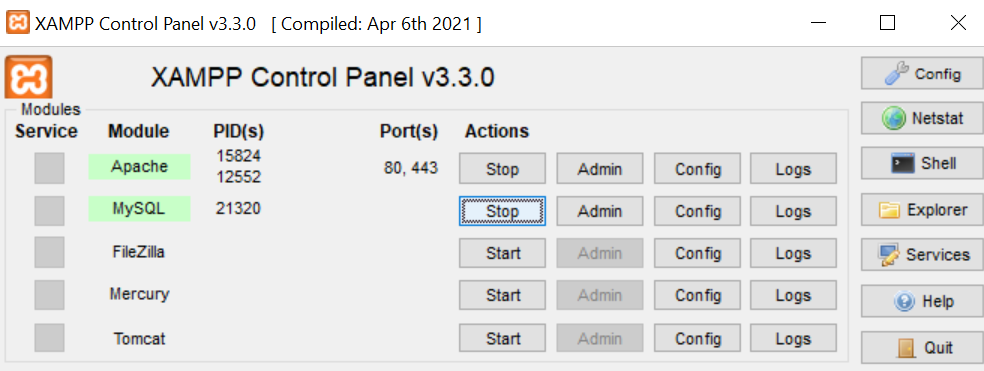 XAMPP Control Panel v3.3.0 [ Compiled: Apr 6th 2021 ]
XAMPP Control Panel v3.3.0
Config
Modules
Service Module PID(s) Port(s) Actions
Netstat
Apache 15824 12552 80, 443 Stop Admin Config Logs
Shell
MySQL 21320 Stop Admin Config Logs
Explorer
FileZilla Start Admin Config Logs
Services
Mercury Start Admin Config Logs
Help
Tomcat Start Admin Config Logs
Quit